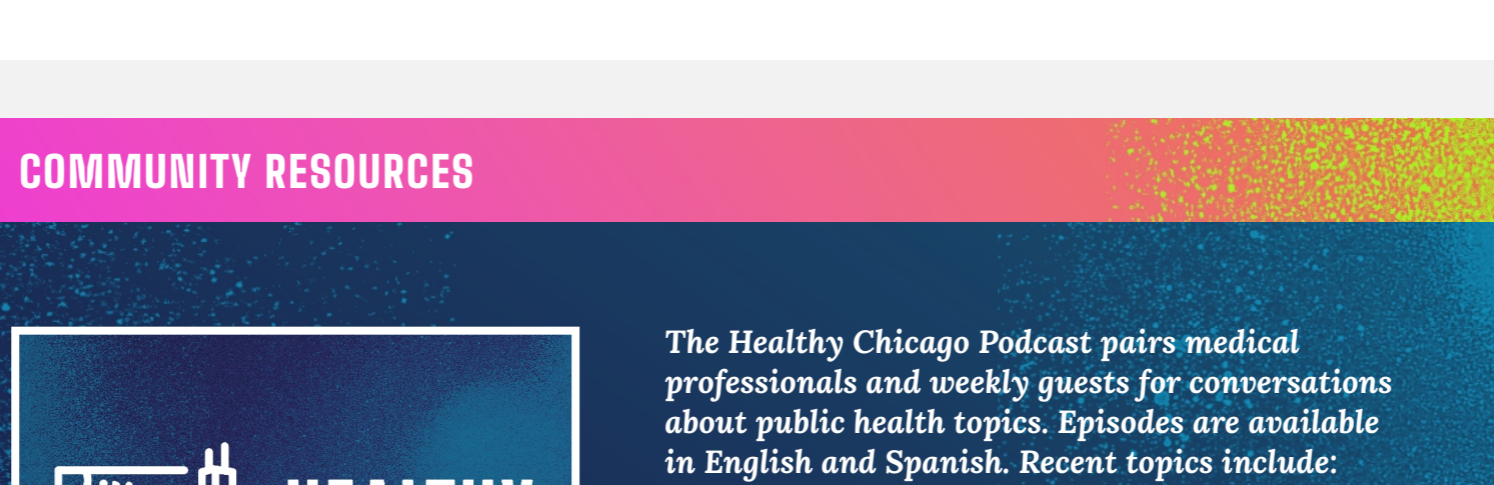 COMMUNITY RESOURCES
The Healthy Chicago Podcast pairs medical
professionals and weekly guests for conversations
about public health topics. Episodes are available
in English and Spanish. Recent topics include:
HEALTHY